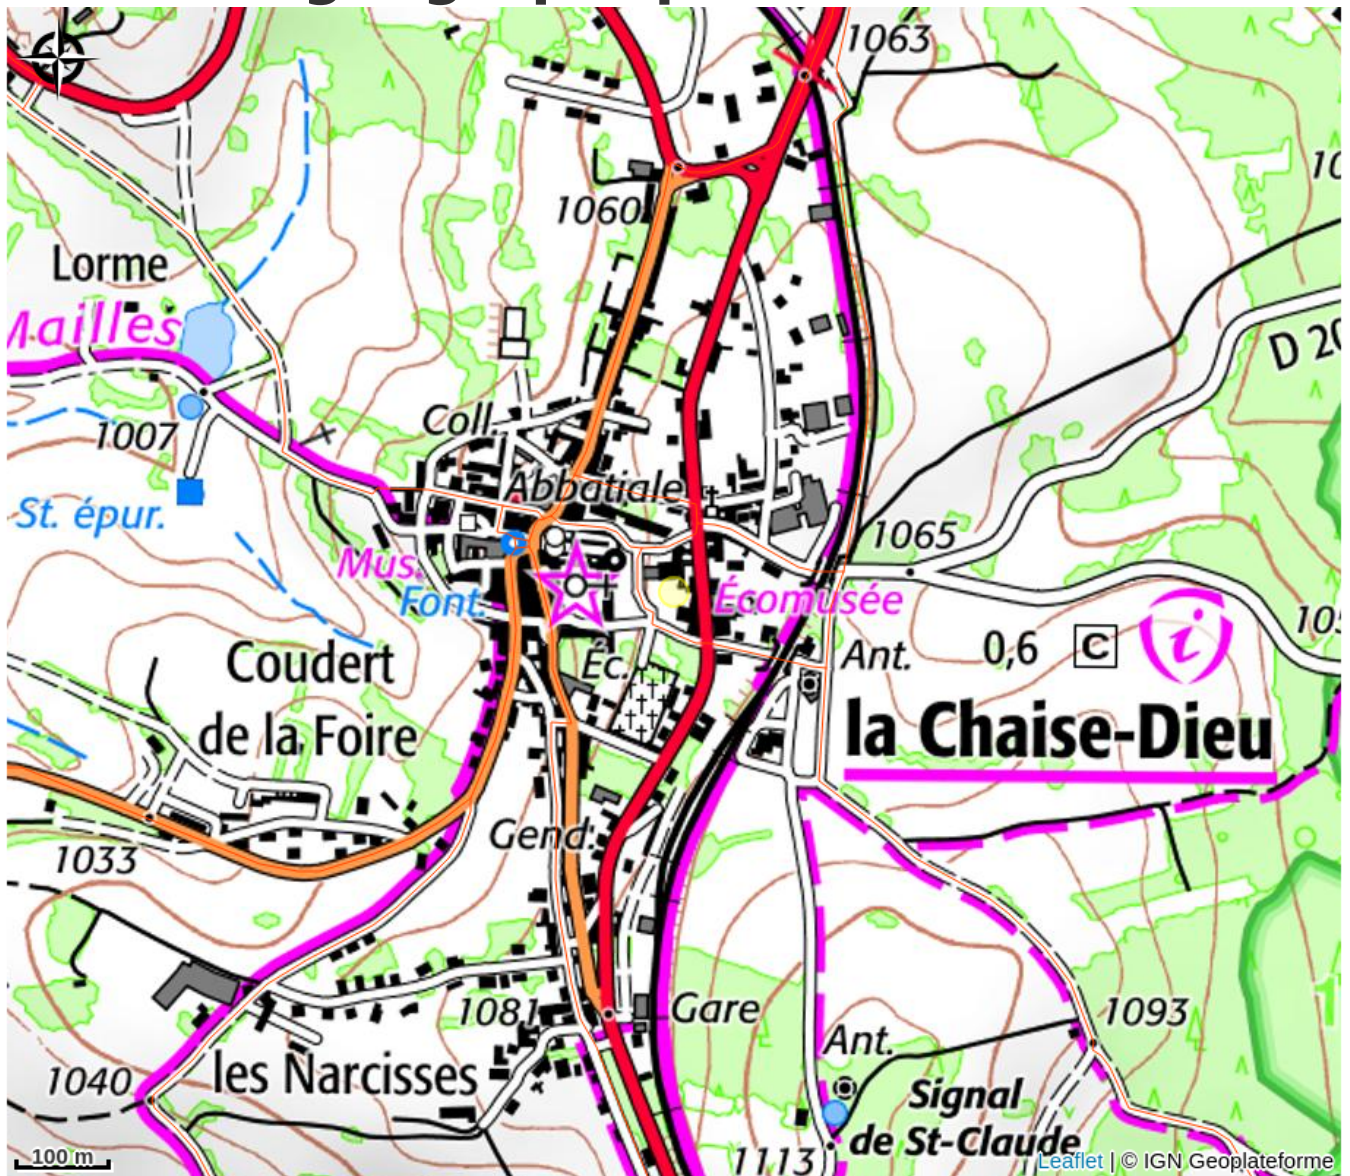 1063
10
1060
Lorme
Mailles
D 20
Coll.
1007
Abbatiale
St. épur.
1065
Mus.
Font.
Écomusée
105
0,6 C i
Éc.
Ant.
Coudert
de la Foire
la Chaise-Dieu
Gend.
1033
1081
Gare
1093
Ant.
1040
les Narcisses
Signal
de St-Claude
1113
100 m
Leaflet | © IGN Geoplateforme